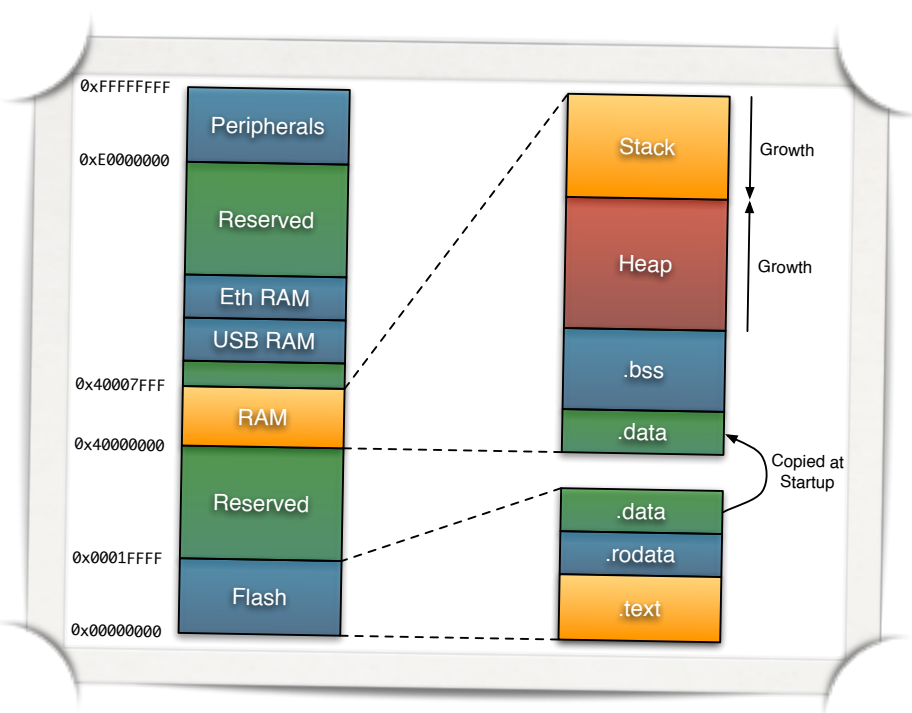 0xFFFFFFFF
Peripherals
0xE0000000
Reserved
Eth RAM
USB RAM
0x40007FFF
RAM
0x40000000
Reserved
0x0001FFFF
Flash
0x00000000
Stack
Growth
Heap
Growth
.bss
.data
Copied at
Startup
.data
.rodata
.text